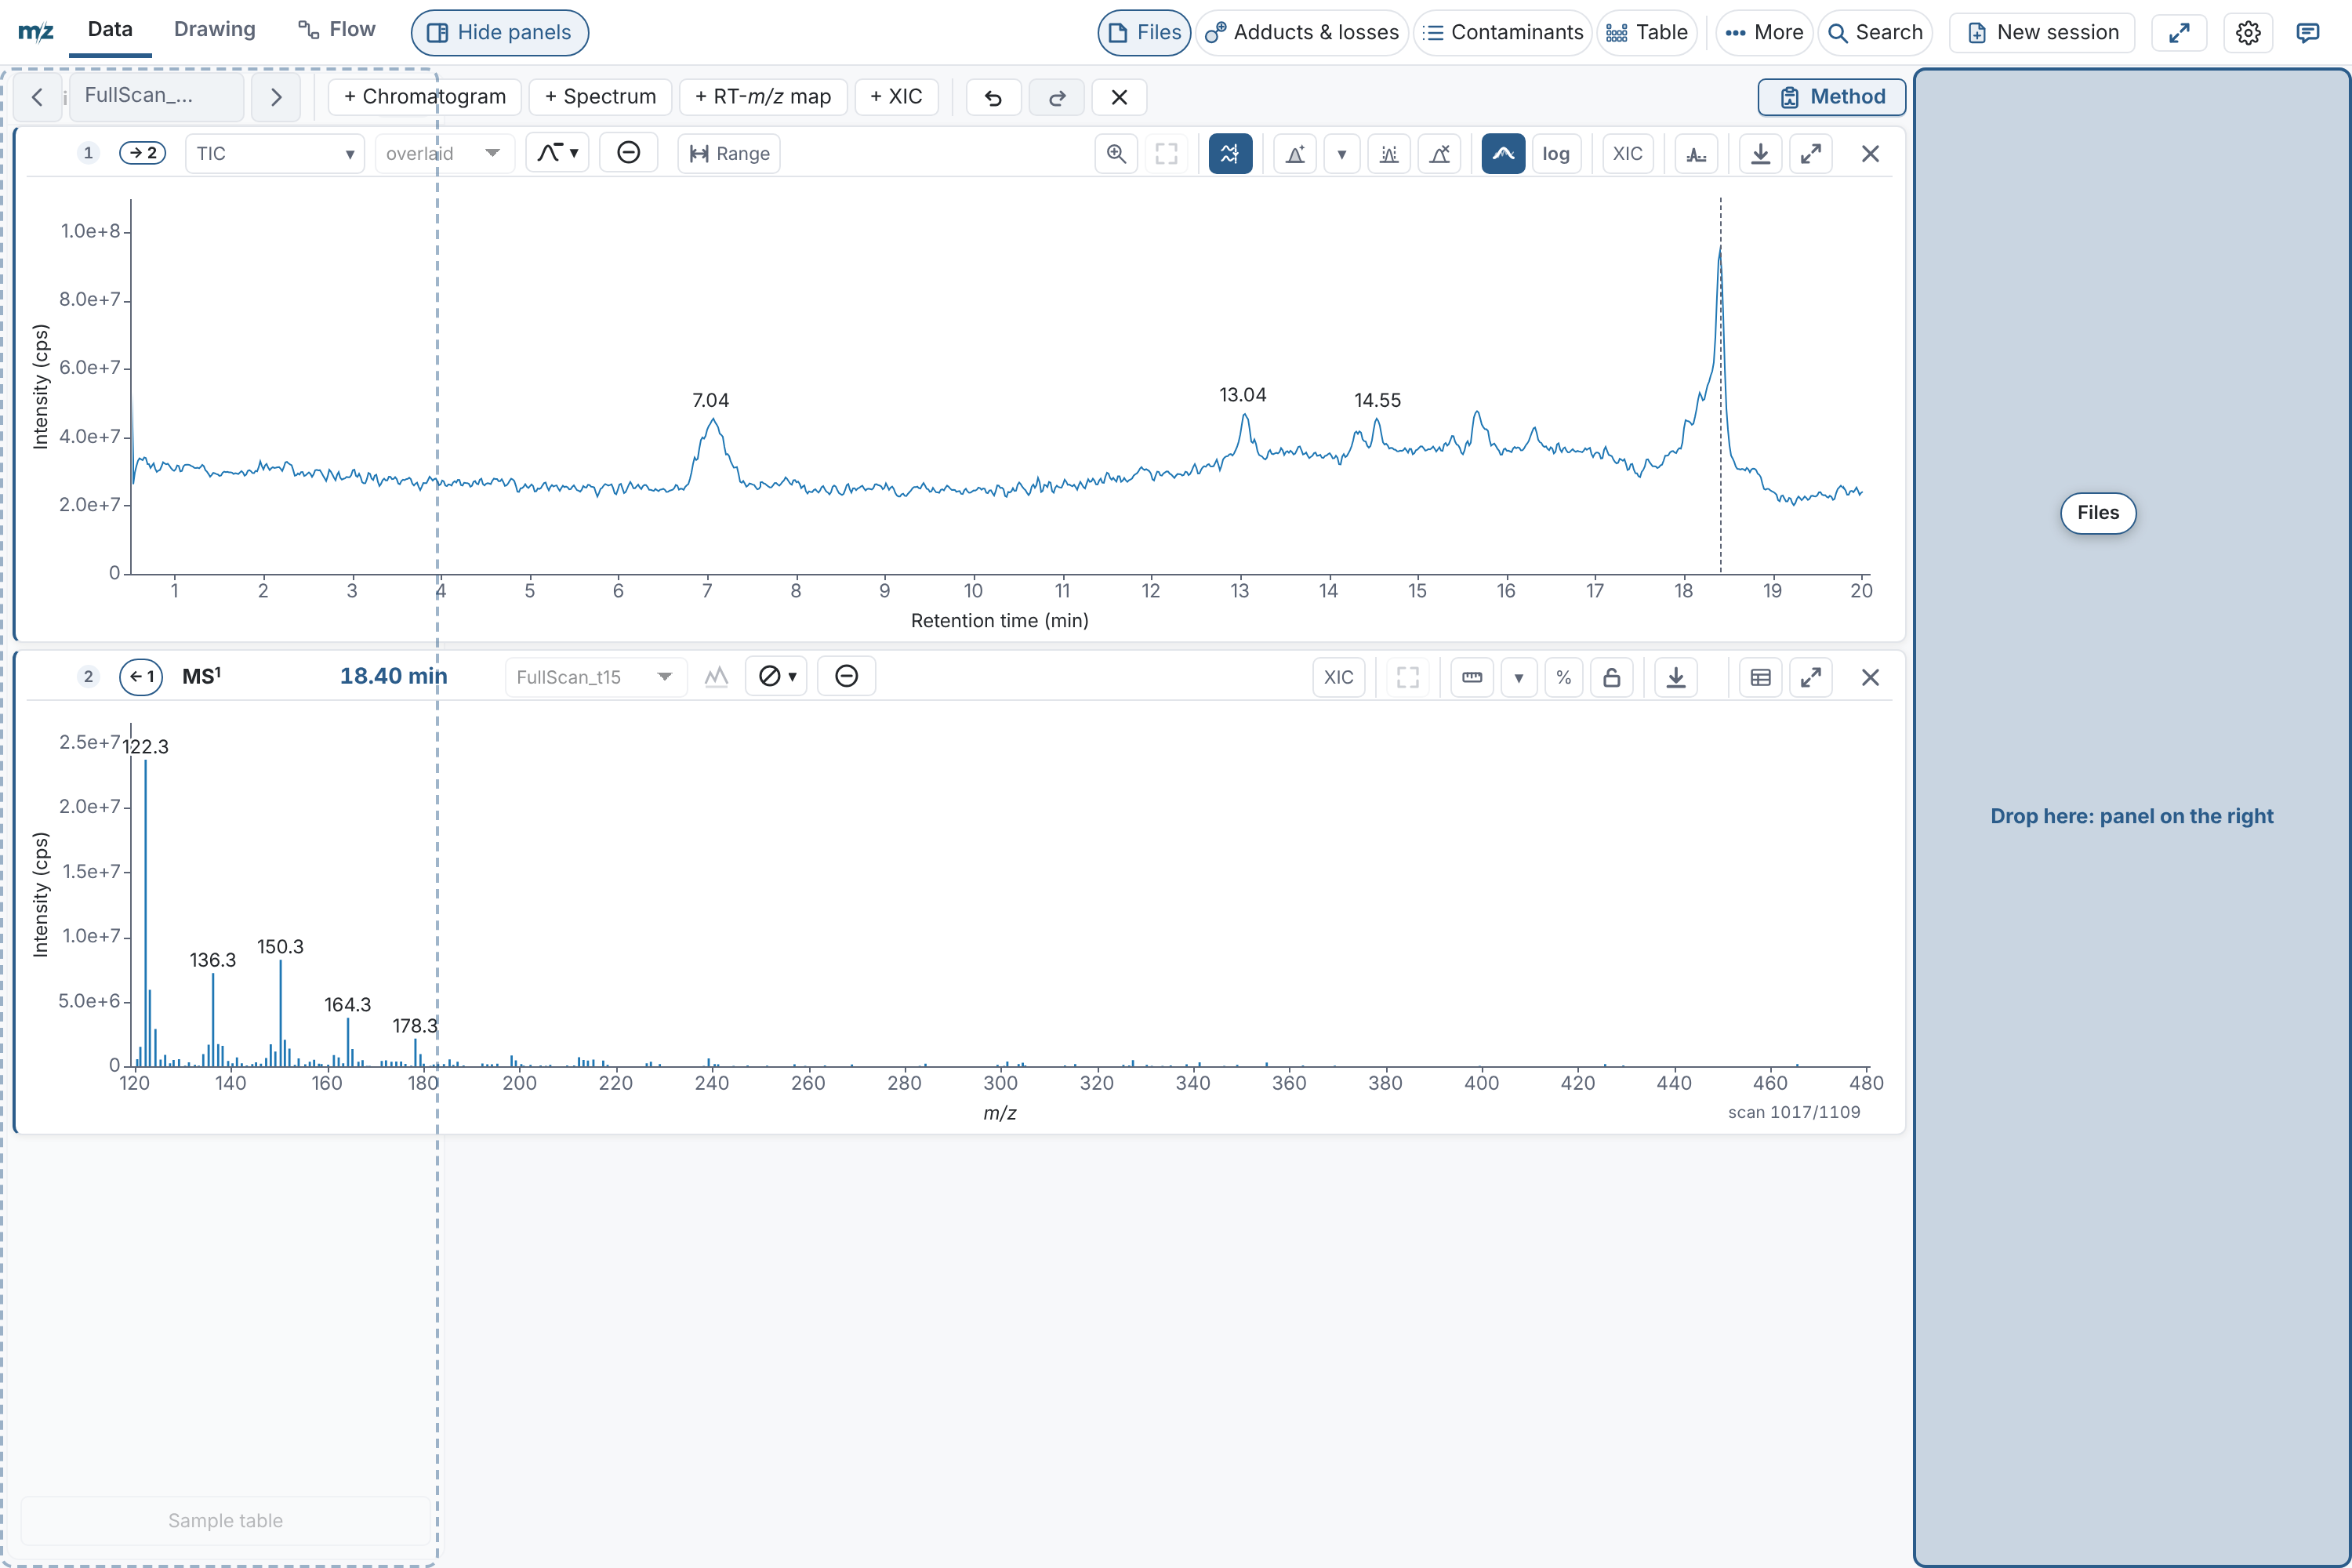 m/z Data Drawing Flow Hide panels Files Adducts & losses Contaminants Table More Search New session
FullScan_... + Chromatogram + Spectrum + RT-m/z map + XIC Method
1 → 2 TIC overlaid Range log XIC
1.0e+8
8.0e+7
6.0e+7
4.0e+7
2.0e+7
0
Intensity (cps)
7.04 13.04 14.55
1 2 3 4 5 6 7 8 9 10 11 12 13 14 15 16 17 18 19 20
Retention time (min)
Files
Drop here: panel on the right
2 ← 1 MS¹ 18.40 min FullScan_t15 XIC %
2.5e+7
2.0e+7
1.5e+7
1.0e+7
5.0e+6
0
Intensity (cps)
122.3
136.3
150.3
164.3
178.3
120 140 160 180 200 220 240 260 280 300 320 340 360 380 400 420 440 460 480
m/z
scan 1017/1109
Sample table